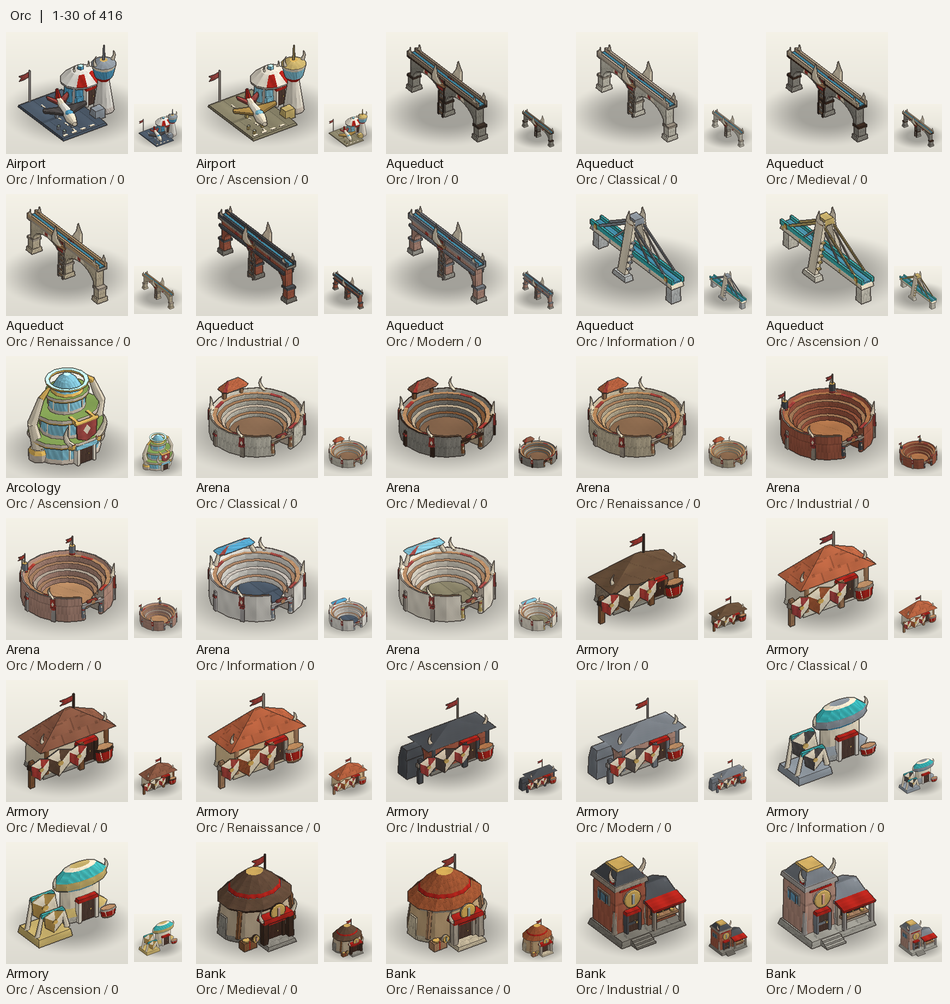 Orc | 1-30 of 416
Airport
Orc / Information / 0
Airport
Orc / Ascension / 0
Aqueduct
Orc / Iron / 0
Aqueduct
Orc / Classical / 0
Aqueduct
Orc / Medieval / 0
Aqueduct
Orc / Renaissance / 0
Aqueduct
Orc / Industrial / 0
Aqueduct
Orc / Modern / 0
Aqueduct
Orc / Information / 0
Aqueduct
Orc / Ascension / 0
Arcology
Orc / Ascension / 0
Arena
Orc / Classical / 0
Arena
Orc / Medieval / 0
Arena
Orc / Renaissance / 0
Arena
Orc / Industrial / 0
Arena
Orc / Modern / 0
Arena
Orc / Information / 0
Arena
Orc / Ascension / 0
Armory
Orc / Iron / 0
Armory
Orc / Classical / 0
Armory
Orc / Medieval / 0
Armory
Orc / Renaissance / 0
Armory
Orc / Industrial / 0
Armory
Orc / Modern / 0
Armory
Orc / Information / 0
Armory
Orc / Ascension / 0
Bank
Orc / Medieval / 0
Bank
Orc / Renaissance / 0
Bank
Orc / Industrial / 0
Bank
Orc / Modern / 0